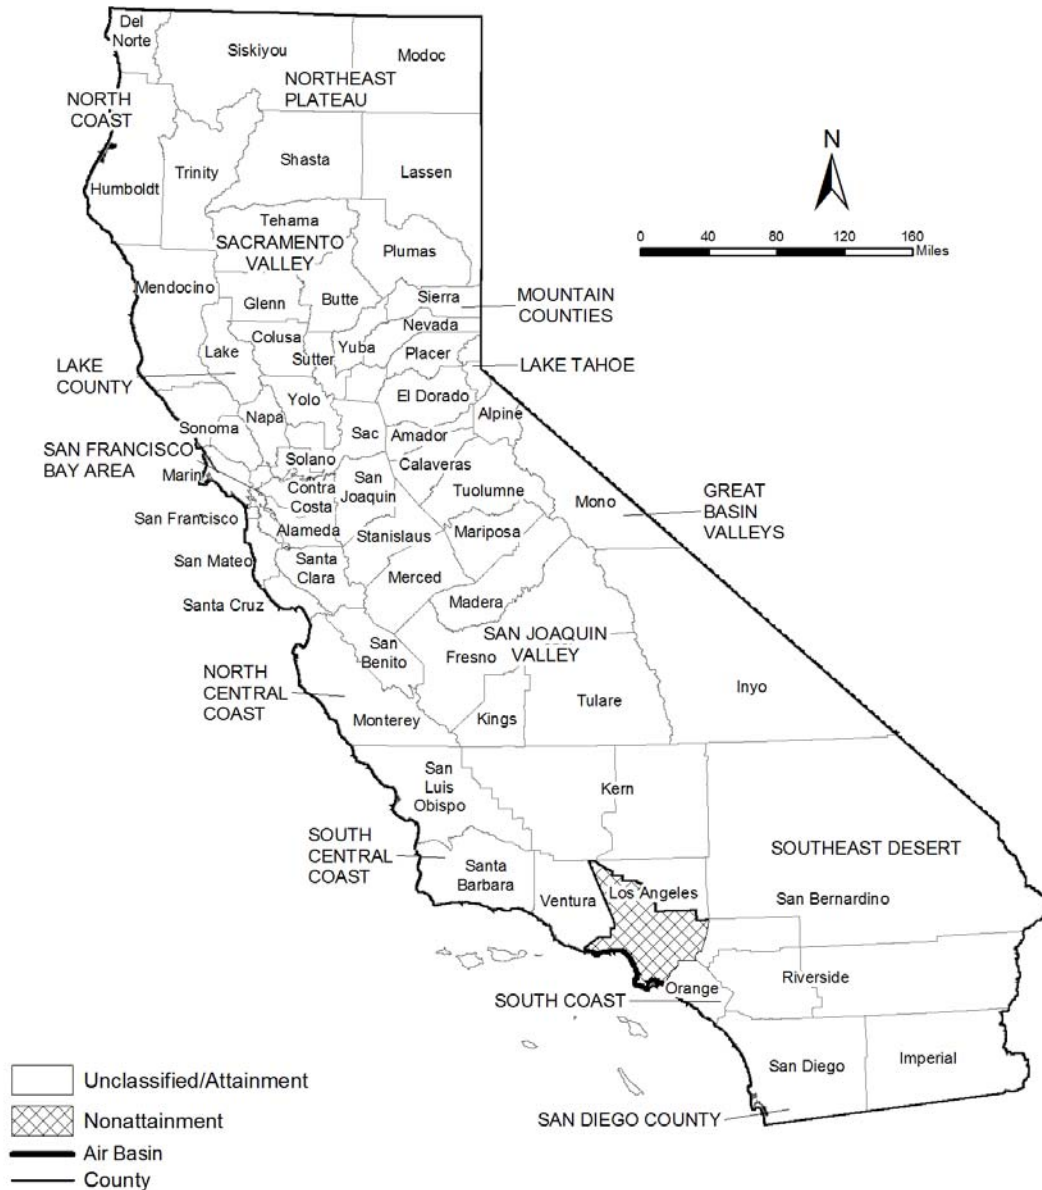 Del
Norte
Siskiyou
Modoc
NORTHEAST
PLATEAU
NORTH
COAST
Humboldt
Trinity
Shasta
Lassen
N
0 40 80 120 160
Miles
Tehama
SACRAMENTO
VALLEY
Plumas
Mendocino
Glenn
Butte
Sierra
MOUNTAIN
COUNTIES
Nevada
Colusa
Lake
Sutter
Yuba
Placer
LAKE
COUNTY
LAKE TAHOE
El Dorado
Yolo
Napa
Alpine
Sonoma
Sac
Amador
SAN FRANCISCO
BAY AREA
Solano
Calaveras
Marin
Contra
Costa
San
Joaquin
Tuolumne
Mono
GREAT
BASIN
VALLEYS
San Francisco
Alameda
Stanislaus
Mariposa
San Mateo
Santa
Clara
Merced
Santa Cruz
Madera
San
Benito
Fresno
SAN JOAQUIN
VALLEY
NORTH
CENTRAL
COAST
Monterey
Kings
Tulare
Inyo
San
Luis
Obispo
Kern
SOUTH
CENTRAL
COAST
Santa
Barbara
Ventura
Los Angeles
SOUTHEAST DESERT
San Bernardino
Riverside
Orange
SOUTH COAST
San Diego
Imperial
SAN DIEGO COUNTY
Unclassified/Attainment
Nonattainment
Air Basin
County